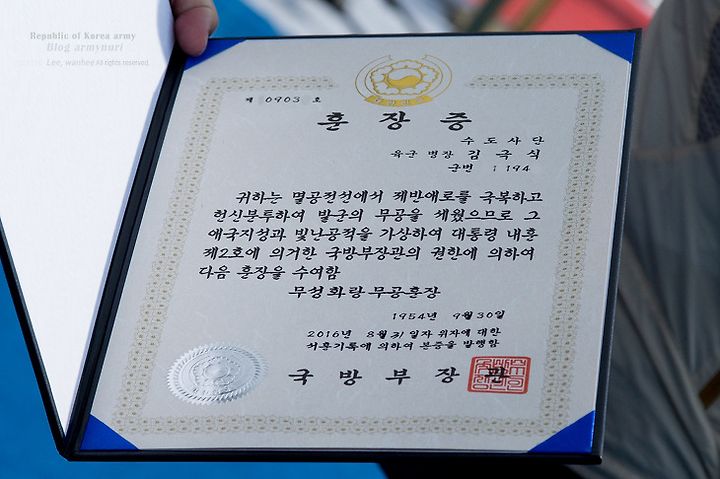 Republic of Korea army
Blog armynuri
Lee, wanhee All rights reserved.
제 0903 호
훈장증
수도사단
육군 병장 김국식
군번 1194
귀하는 멸공전선에서 제반애로를 극복하고
헌신분투하여 발군의 무공을 세웠으므로 그
애국지성과 빛난공적을 가상하여 대통령 내훈
제2호에 의거한 국방부장관의 권한에 의하여
다음 훈장을 수여함
무성화랑무공훈장
1954년 9월30일
2016년 8월31일자 위자에 대한
서훈기록에 의하여 본증을 발행함
국방부장관